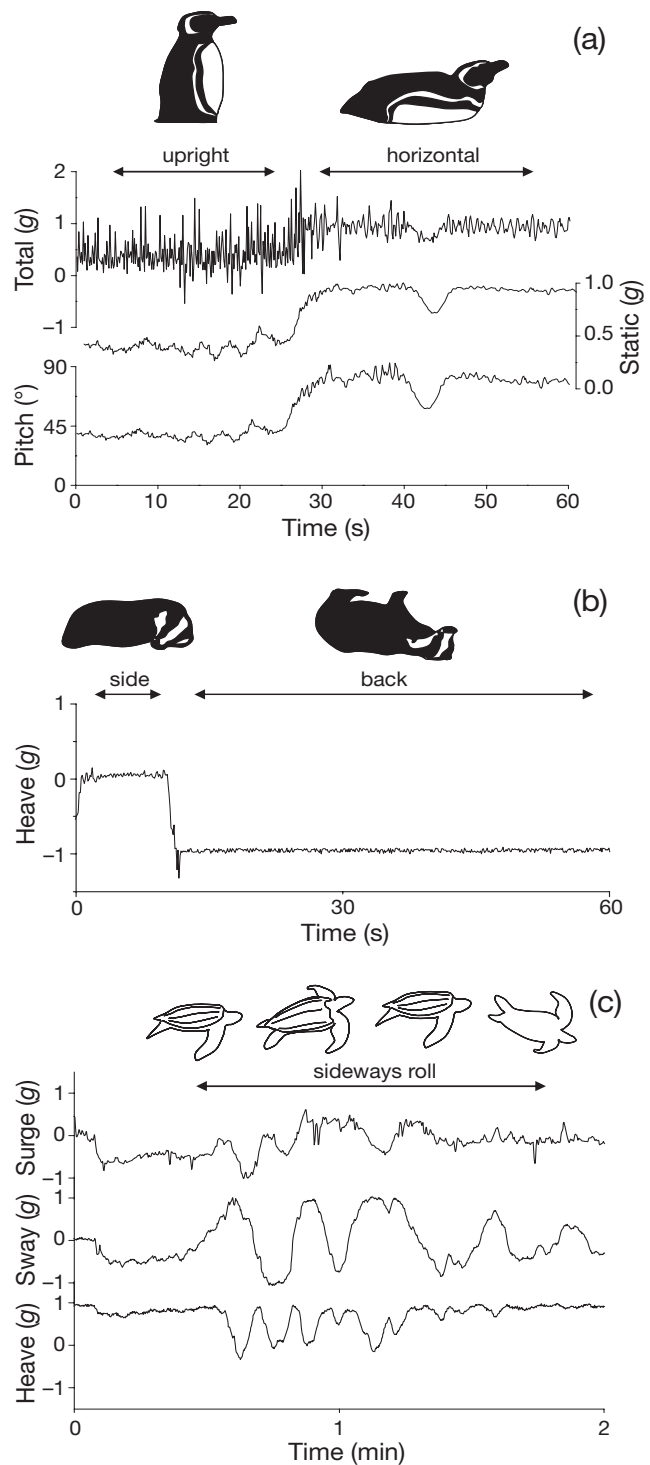 (a)
upright
horizontal
2
1
0
−1
Total (g)
1.0
0.5
0.0
Static (g)
90
45
0
Pitch (°)
0 10 20 30 40 50 60
Time (s)
(b)
side
back
1
0
−1
Heave (g)
0 30 60
Time (s)
(c)
sideways roll
1
0
−1
Surge (g)
1
0
−1
Sway (g)
1
0
−1
Heave (g)
0 1 2
Time (min)